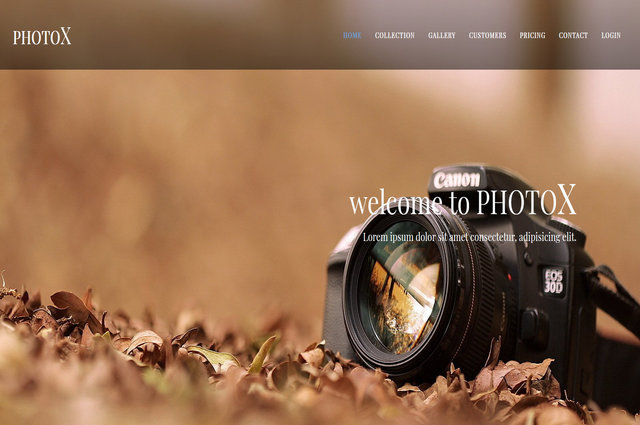 PHOTOX
HOME COLLECTION GALLERY CUSTOMERS PRICING CONTACT LOGIN
Canon
welcome to PHOTOX
Lorem ipsum dolor sit amet consectetur, adipisicing elit.
EOS
30D